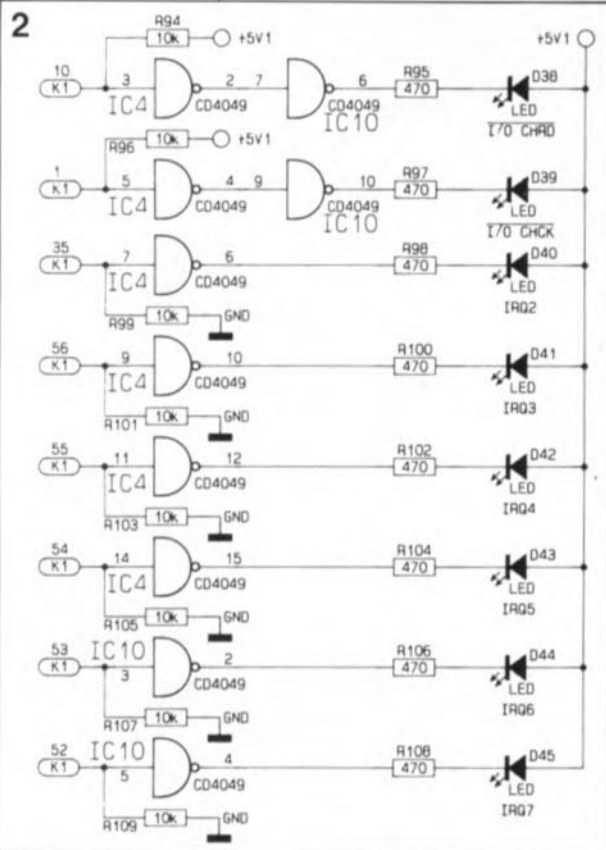 2
R94
10k
+5V1
+5V1
10
K1
3
IC4
2
7
CD4049
6
CD4049
IC10
R95
470
D38
LED
I/O CHRD
R96
10k
+5V1
1
K1
5
IC4
4
9
CD4049
10
CD4049
IC10
R97
470
D39
LED
I/O CHCK
35
K1
7
IC4
6
CD4049
R98
470
D40
LED
IRQ2
R99
10k
GND
56
K1
9
IC4
10
CD4049
R100
470
D41
LED
IRQ3
R101
10k
GND
55
K1
11
IC4
12
CD4049
R102
470
D42
LED
IRQ4
R103
10k
GND
54
K1
14
IC4
15
CD4049
R104
470
D43
LED
IRQ5
R105
10k
GND
53
K1
IC10
3
2
CD4049
R106
470
D44
LED
IRQ6
R107
10k
GND
52
K1
IC10
5
4
CD4049
R108
470
D45
LED
IRQ7
R109
10k
GND